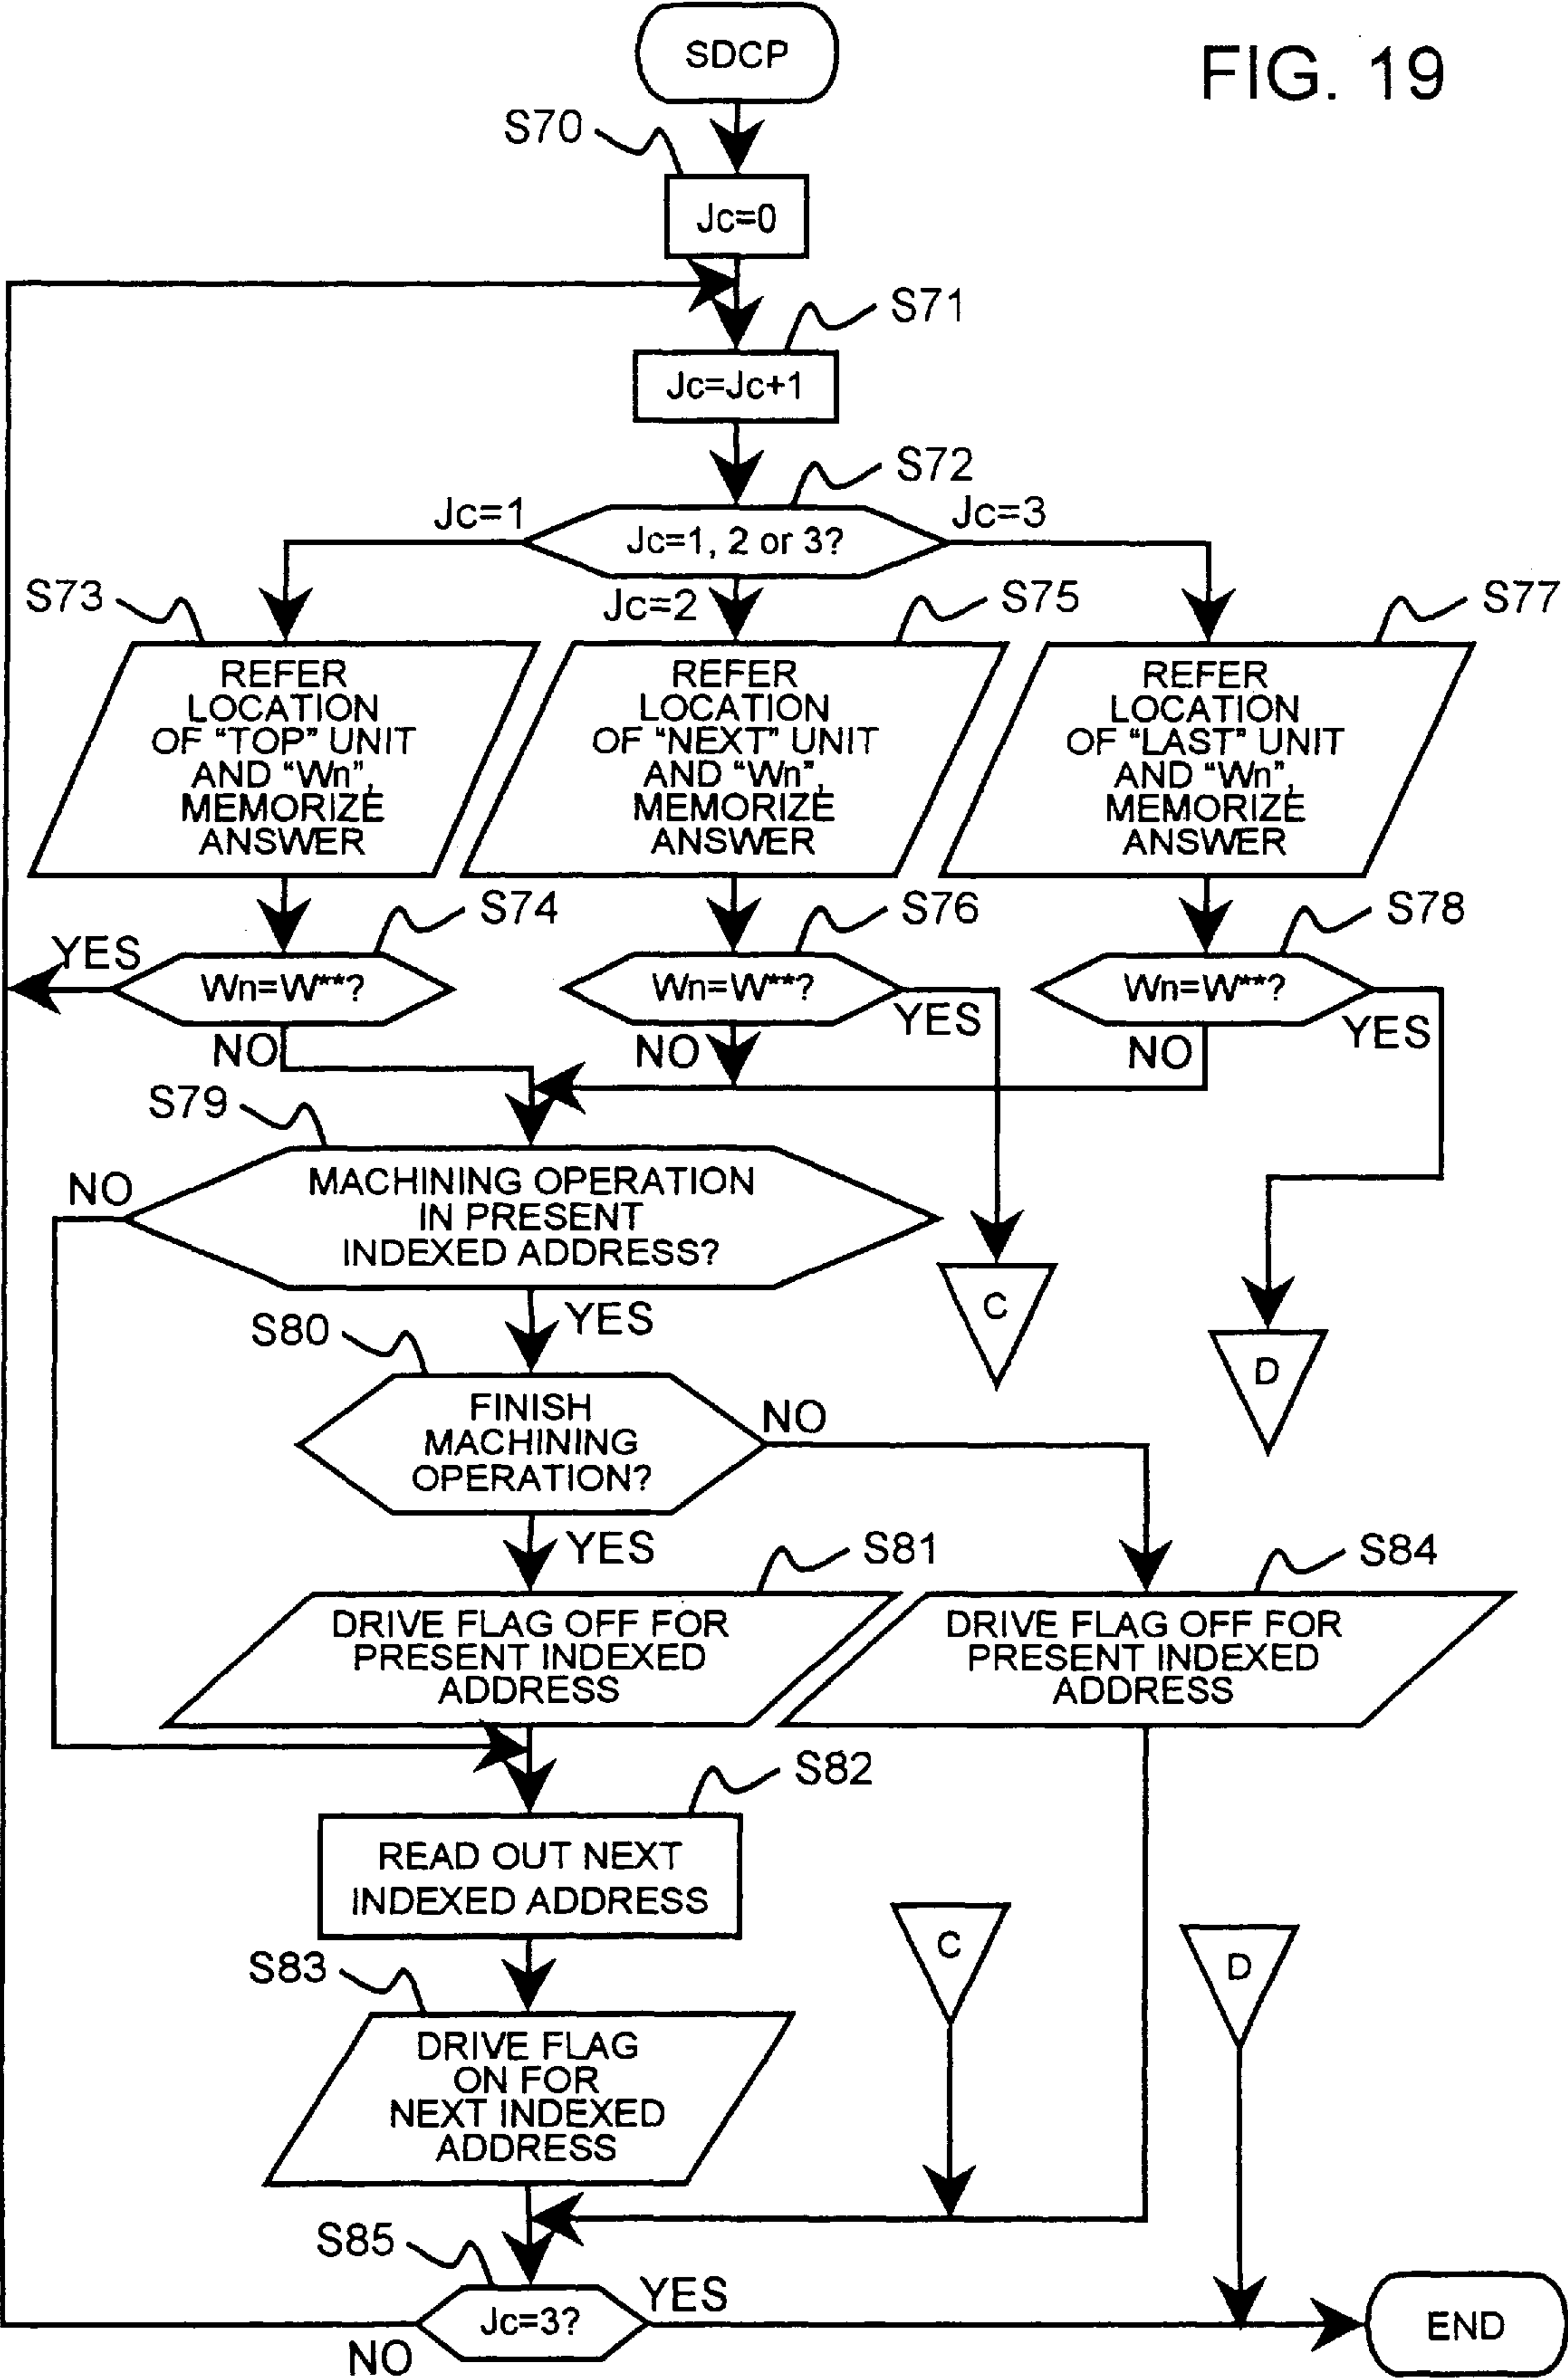 FIG. 19
SDCP
S70
Jc=0
S71
Jc=Jc+1
S72
Jc=1
Jc=1, 2 or 3?
Jc=3
Jc=2
S73
REFER
LOCATION
OF "TOP" UNIT
AND "Wn",
MEMORIZE
ANSWER
S75
REFER
LOCATION
OF "NEXT" UNIT
AND "Wn",
MEMORIZE
ANSWER
S77
REFER
LOCATION
OF "LAST" UNIT
AND "Wn",
MEMORIZE
ANSWER
S74
YES
Wn=W**?
NO
S76
Wn=W**?
YES
NO
S78
Wn=W**?
YES
NO
S79
NO
MACHINING OPERATION
IN PRESENT
INDEXED ADDRESS?
YES
C
D
S80
FINISH
MACHINING
OPERATION?
NO
YES
S81
DRIVE FLAG OFF FOR
PRESENT INDEXED
ADDRESS
S84
DRIVE FLAG OFF FOR
PRESENT INDEXED
ADDRESS
S82
READ OUT NEXT
INDEXED ADDRESS
C
D
S83
DRIVE FLAG
ON FOR
NEXT INDEXED
ADDRESS
S85
Jc=3?
YES
NO
END